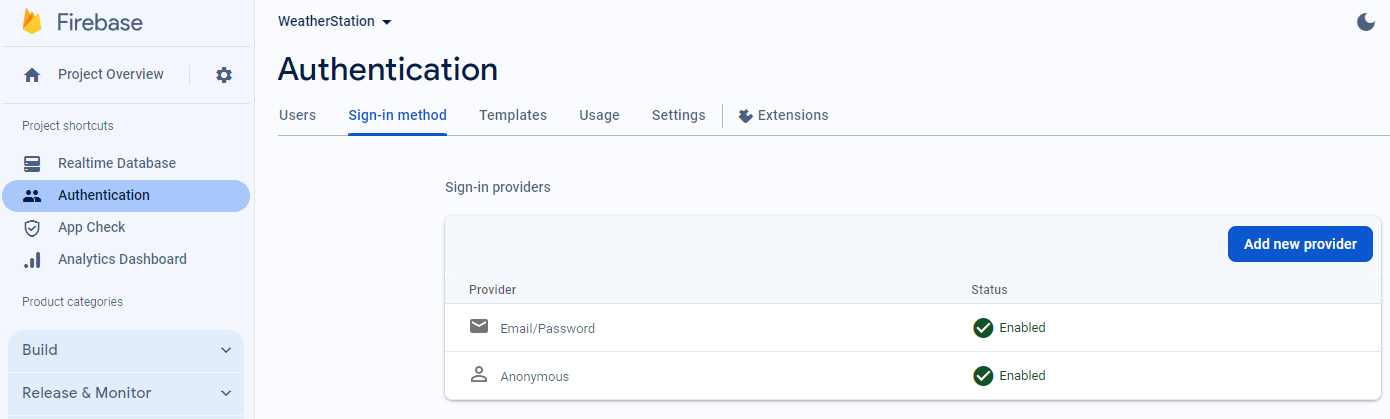 Firebase
Project Overview
Project shortcuts
Realtime Database
Authentication
App Check
Analytics Dashboard
Product categories
Build
Release & Monitor
WeatherStation
Authentication
Users Sign-in method Templates Usage Settings Extensions
Sign-in providers
Add new provider
Provider Status
Email/Password Enabled
Anonymous Enabled